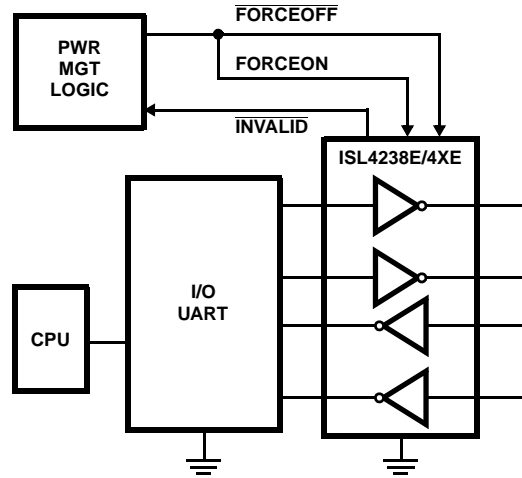 FORCEOFF
PWR
MGT
LOGIC
FORCEON
INVALID
ISL4238E/4XE
I/O
UART
CPU